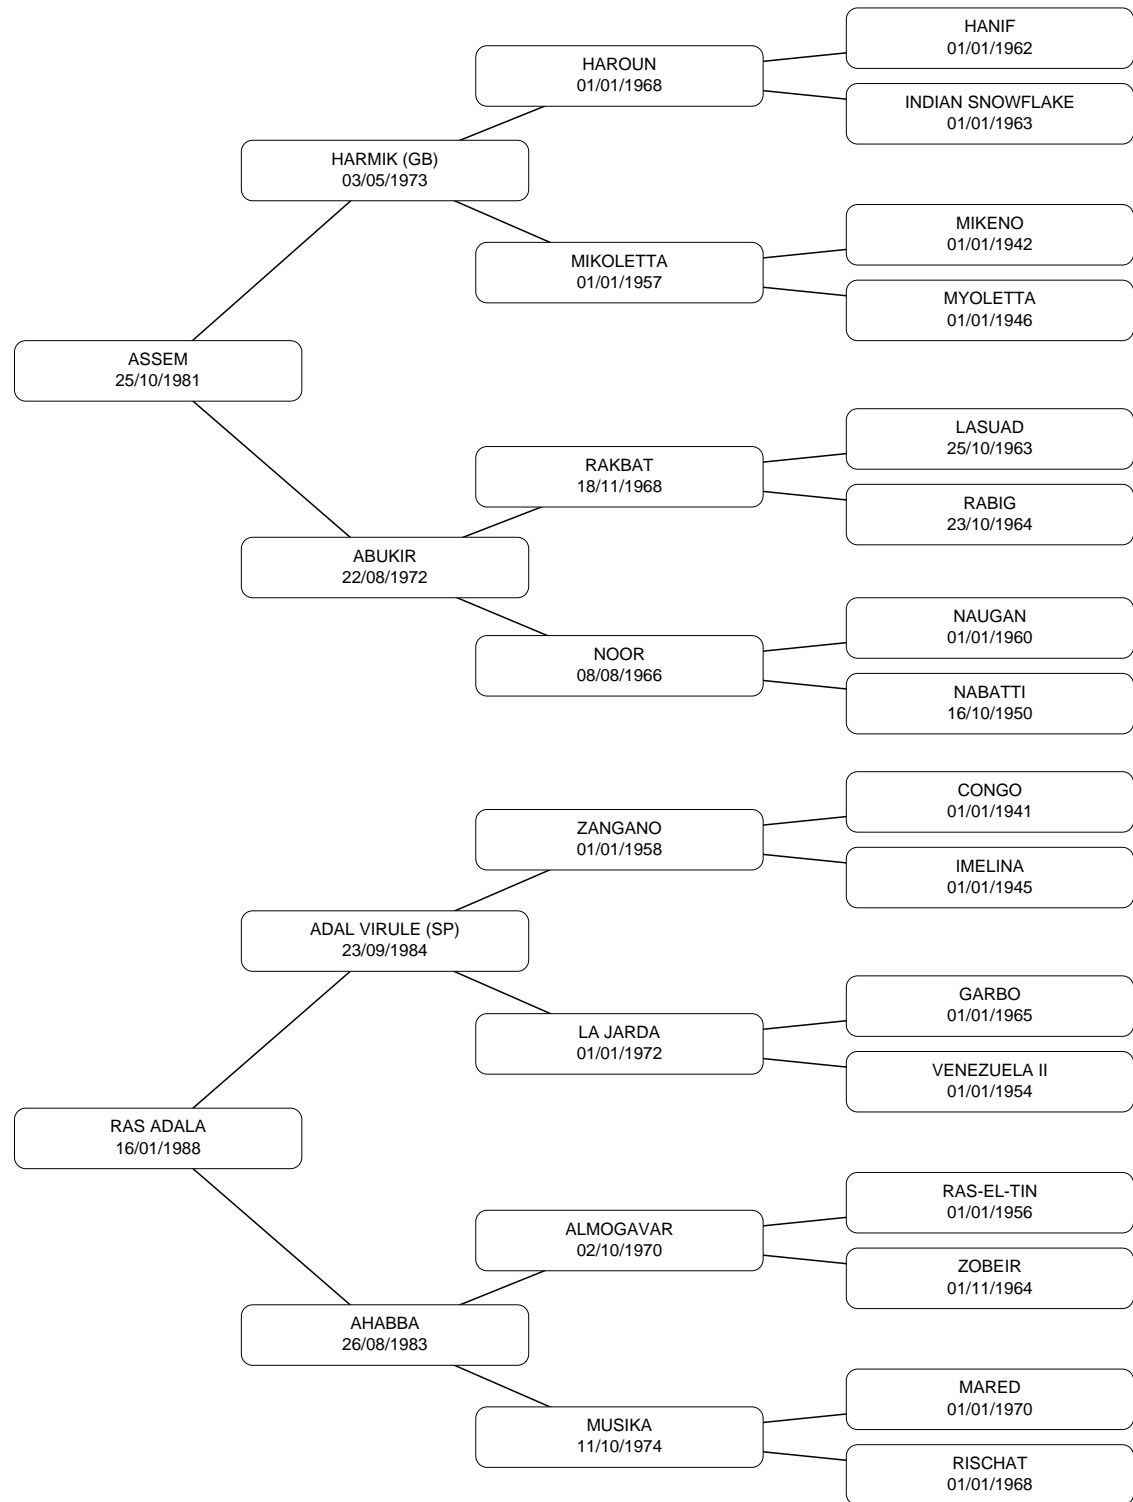 HANIF
01/01/1962
HAROUN
01/01/1968
INDIAN SNOWFLAKE
01/01/1963
HARMIK (GB)
03/05/1973
MIKENO
01/01/1942
MIKOLETTA
01/01/1957
MYOLETTA
01/01/1946
ASSEM
25/10/1981
LASUAD
25/10/1963
RAKBAT
18/11/1968
RABIG
23/10/1964
ABUKIR
22/08/1972
NAUGAN
01/01/1960
NOOR
08/08/1966
NABATTI
16/10/1950
CONGO
01/01/1941
ZANGANO
01/01/1958
IMELINA
01/01/1945
ADAL VIRULE (SP)
23/09/1984
GARBO
01/01/1965
LA JARDA
01/01/1972
VENEZUELA II
01/01/1954
RAS ADALA
16/01/1988
RAS-EL-TIN
01/01/1956
ALMOGAVAR
02/10/1970
ZOBEIR
01/11/1964
AHABBA
26/08/1983
MARED
01/01/1970
MUSIKA
11/10/1974
RISCHAT
01/01/1968